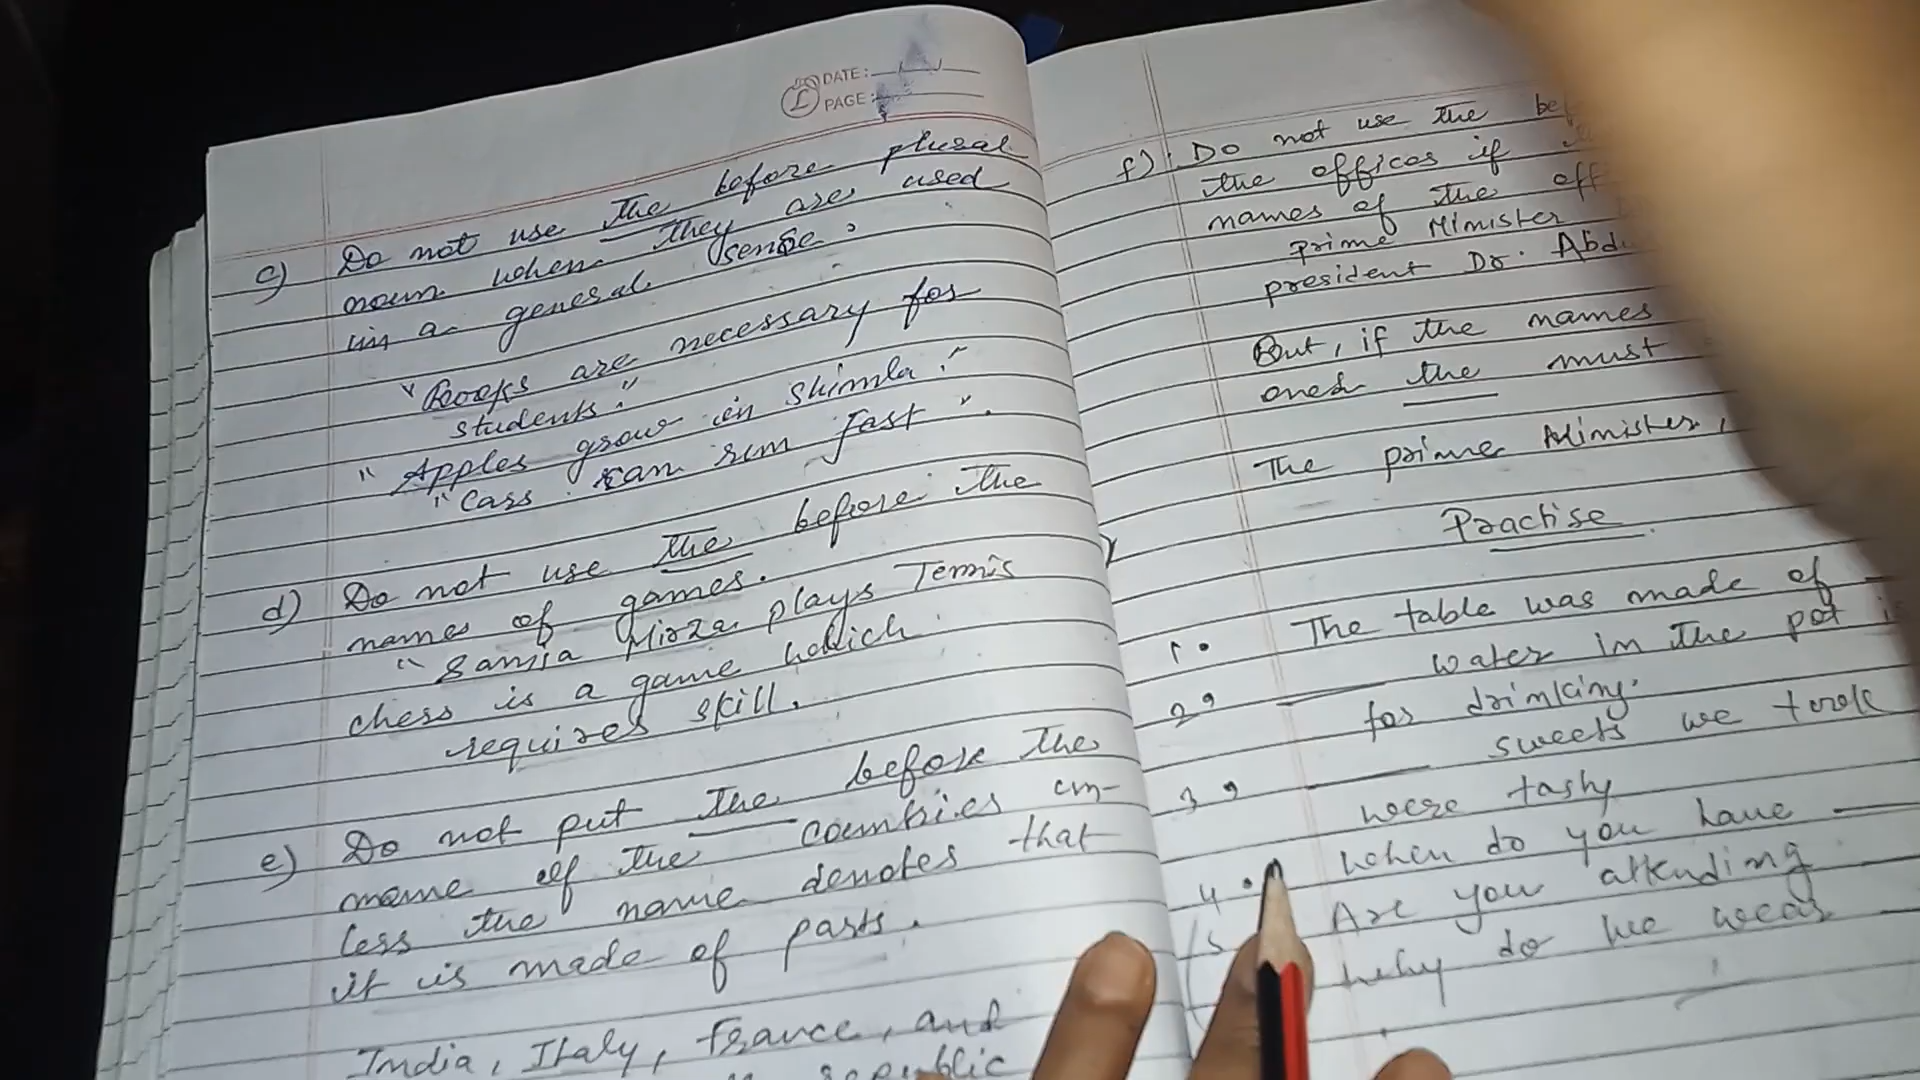 DATE:
PAGE:
c) Do not use the before plural
noun when they are used
in a general sense.
"Books are necessary for
students."
"Apples grow in Shimla."
"Cars can run fast".
d) Do not use the before the
names of games.
"Sania Mirza plays Tennis
chess is a game which
requires skill.
e) Do not put the before the
name of the countries un-
less the name denotes that
it is made of parts.
India, Italy, France, and
republic
f) Do not use the
the offices if
names of the
prime Minister
president Dr.
But, if the names
ones the must
The prime Minister,
Practise
1. The table was made of
2, ___ water in the pot
for drinking.
3, ___ sweets we took
were tasty
4. when do you have
5 Are you attending
why do we wear